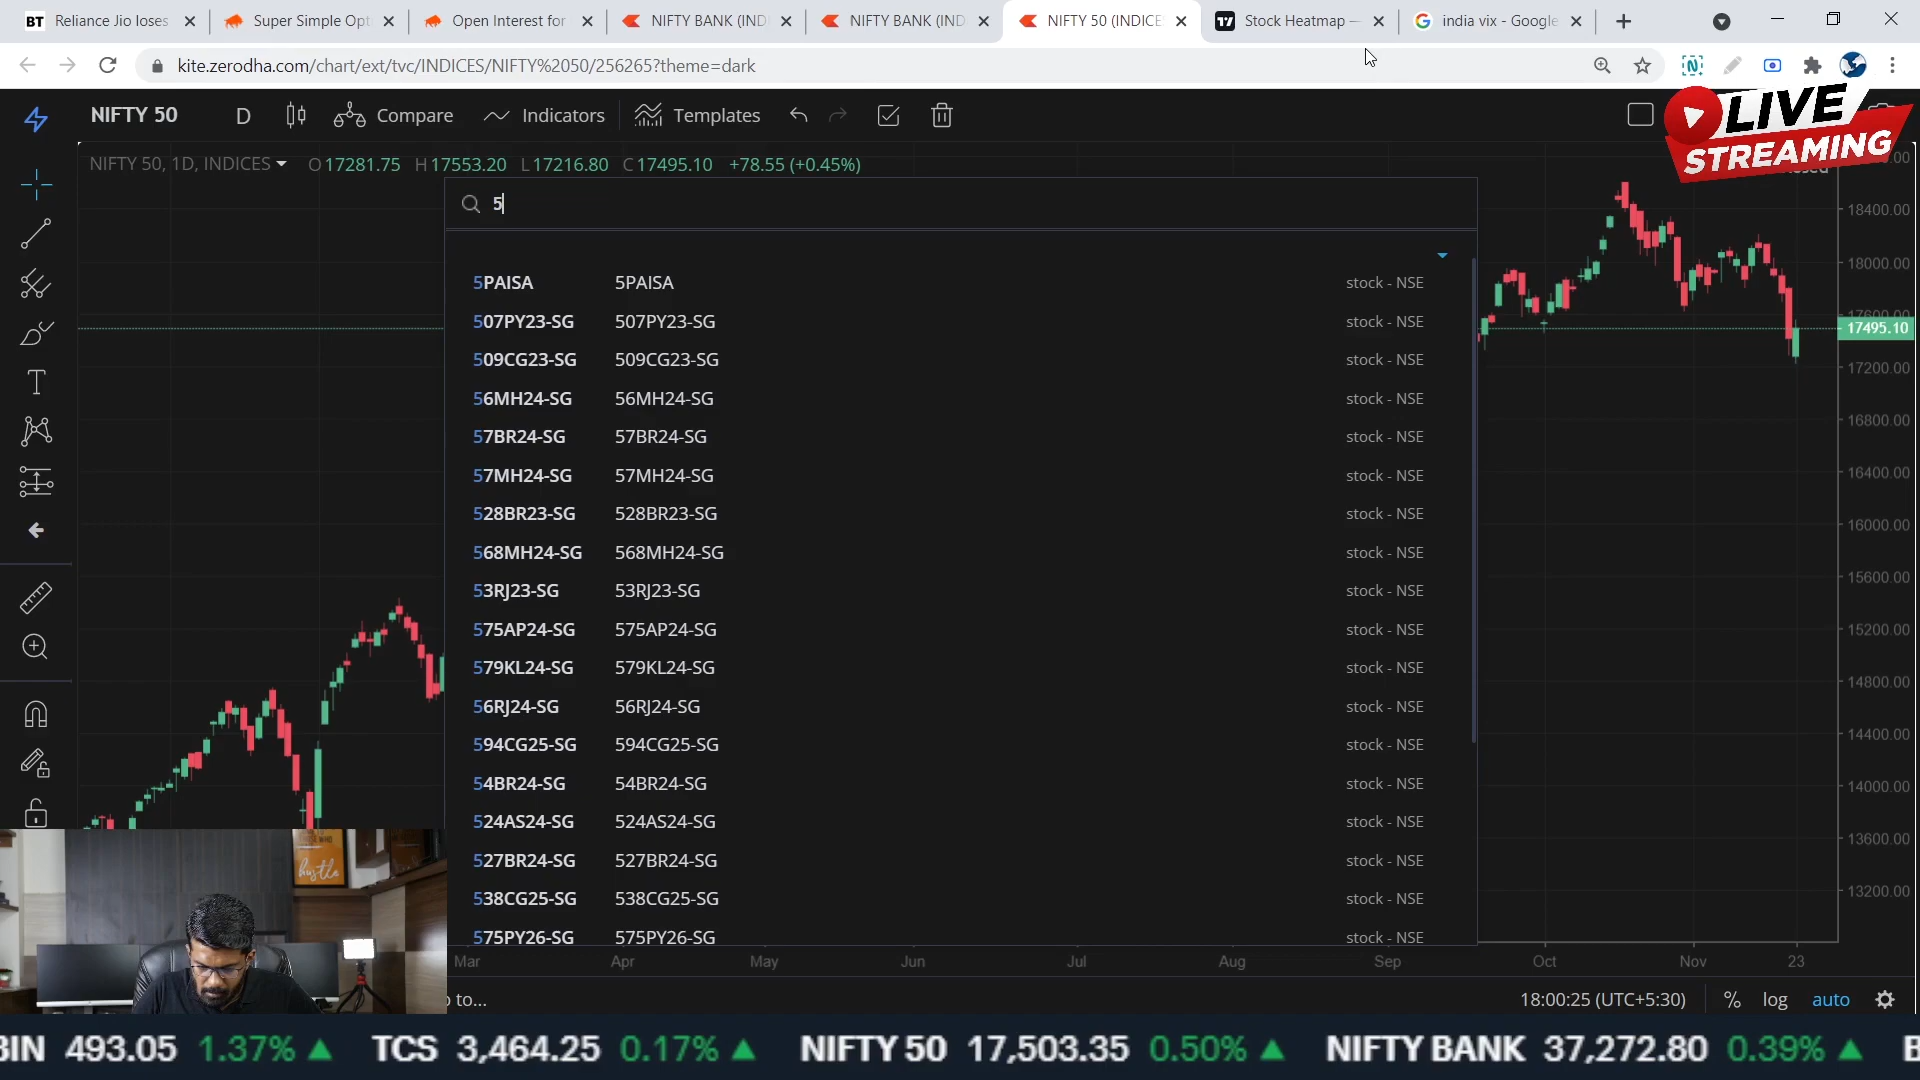 BT Reliance Jio loses
Super Simple Opt
Open Interest for
NIFTY BANK (IND
NIFTY BANK (IND
NIFTY 50 (INDICE
Stock Heatmap —
india vix - Google
kite.zerodha.com/chart/ext/tvc/INDICES/NIFTY%2050/256265?theme=dark
NIFTY 50 D Compare Indicators Templates
LIVE
STREAMING
NIFTY 50, 1D, INDICES O17281.75 H17553.20 L17216.80 C17495.10 +78.55 (+0.45%)
5
5PAISA 5PAISA stock - NSE
507PY23-SG 507PY23-SG stock - NSE
509CG23-SG 509CG23-SG stock - NSE
56MH24-SG 56MH24-SG stock - NSE
57BR24-SG 57BR24-SG stock - NSE
57MH24-SG 57MH24-SG stock - NSE
528BR23-SG 528BR23-SG stock - NSE
568MH24-SG 568MH24-SG stock - NSE
53RJ23-SG 53RJ23-SG stock - NSE
575AP24-SG 575AP24-SG stock - NSE
579KL24-SG 579KL24-SG stock - NSE
56RJ24-SG 56RJ24-SG stock - NSE
594CG25-SG 594CG25-SG stock - NSE
54BR24-SG 54BR24-SG stock - NSE
524AS24-SG 524AS24-SG stock - NSE
527BR24-SG 527BR24-SG stock - NSE
538CG25-SG 538CG25-SG stock - NSE
575PY26-SG 575PY26-SG stock - NSE
18400.00
18000.00
17600.00
17495.10
17200.00
16800.00
16400.00
16000.00
15600.00
15200.00
14800.00
14400.00
14000.00
13600.00
13200.00
hustle
Mar Apr May Jun Jul Aug Sep Oct Nov 23
to... 18:00:25 (UTC+5:30) % log auto
BIN 493.05 1.37% ▲ TCS 3,464.25 0.17% ▲ NIFTY 50 17,503.35 0.50% ▲ NIFTY BANK 37,272.80 0.39% ▲